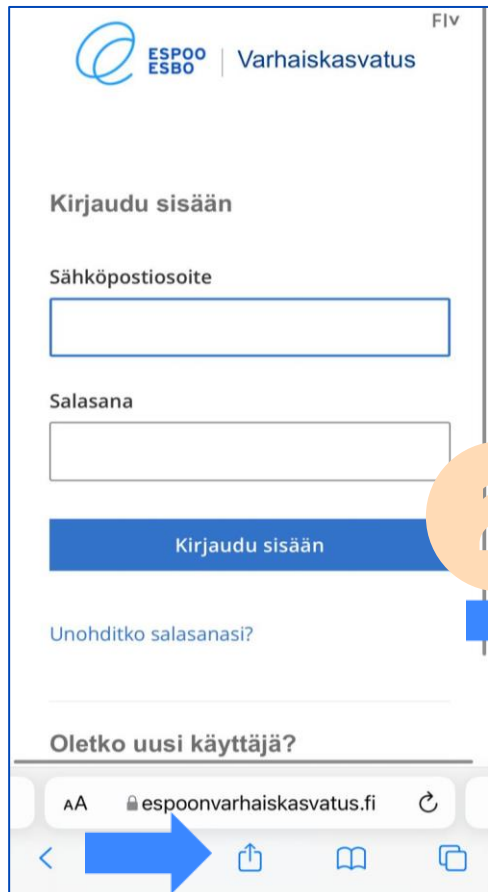 FI
ESPOO
ESBO
Varhaiskasvatus
Kirjaudu sisään
Sähköpostiosoite
Salasana
Kirjaudu sisään
Unohditko salasanasi?
Oletko uusi käyttäjä?
AA espoonvarhaiskasvatus.fi